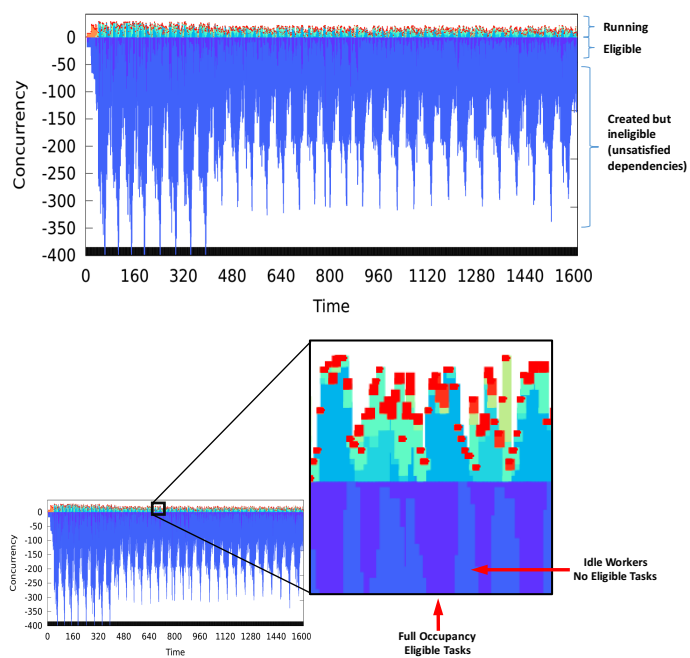 Running
0
Eligible
-50
-100
Created but
ineligible
(unsatisfied
dependencies)
-150
-200
-250
-300
-350
-400
Concurrency
0 160 320 480 640 800 960 1120 1280 1440 1600
Time
0
-50
-100
-150
-200
-250
-300
-350
-400
Concurrency
0 160 320 480 640 800 960 1120 1280 1440 1600
Time
Idle Workers
No Eligible Tasks
Full Occupancy
Eligible Tasks